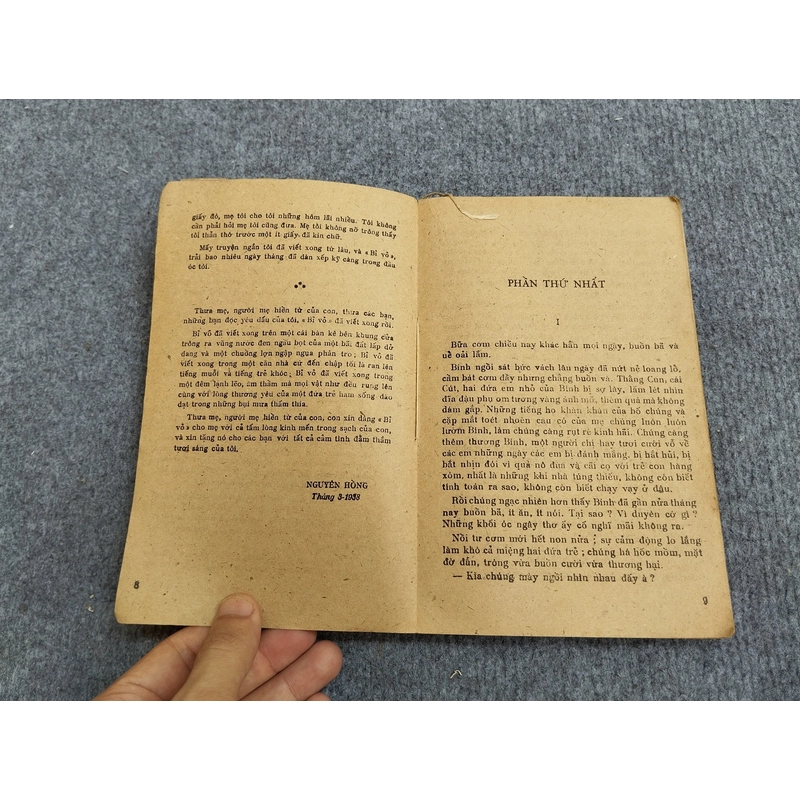 giấy đó, mẹ tôi cho tôi những hôm lãi nhiều. Tôi không
cần phải hỏi mẹ tôi cũng đưa. Mẹ tôi không nỡ trông thấy
tôi thẫn thờ trước một ít giấy đã kín chữ.
Mấy truyện ngắn tôi đã viết xong từ lâu, và « Bỉ vỏ »,
trải bao nhiêu ngày tháng đã dàn xếp kỹ càng trong đầu
óc tôi.
Thưa mẹ, người mẹ hiền từ của con, thưa các bạn,
những bạn đọc yêu dấu của tôi, « Bỉ vỏ » đã viết xong rồi.
Bỉ vỏ đã viết xong trên một cái bàn kê bên khung cửa
trông ra vũng nước đen ngầu bọt của một bãi đất lấp dở
dang và một chuồng lợn ngập ngụa phân tro ; Bỉ vỏ đã
viết xong trong một căn nhà cứ đến chập tối là ran lên
tiếng muỗi và tiếng trẻ khóc ; Bỉ vỏ đã viết xong trong
một đêm lạnh lẽo, âm thầm mà mọi vật như đều rung lên
cùng với lòng thương yêu của một đứa trẻ ham sống dào
dạt trong những bụi mưa thấm thía.
Thưa mẹ, người mẹ hiền từ của con, con xin dâng « Bỉ
vỏ » cho mẹ với cả tấm lòng kính mến trong sạch của con,
và xin tặng nó cho các bạn với tất cả cảm tình đằm thắm
tươi sáng của tôi.
NGUYÊN HỒNG
Tháng 3-1938
8
PHẦN THỨ NHẤT
I
Bữa cơm chiều nay khác hẳn mọi ngày, buồn bã và
uể oải lắm.
Bính ngồi sát bức vách lâu ngày đã nứt nẻ loang lổ,
cầm bát cơm đầy nhưng chẳng buồn và. Thằng Cun, cái
Cút, hai đứa em nhỏ của Bính bị sợ lây, lấm lét nhìn
đĩa đậu phụ om tương vàng ánh mỡ, thèm quá mà không
dám gắp. Những tiếng ho khàn khàn của bố chúng và
cặp mắt toét nhoèn cau có của mẹ chúng luôn luôn
lườm Bính, làm chúng càng rụt rè kinh hãi. Chúng càng
thêm thương Bính, một người chị hay tươi cười vỗ về
các em những ngày các em bị đánh mắng, bị hắt hủi, bị
bắt nhịn đói vì quá nô đùa và cãi cọ với trẻ con hàng
xóm, nhất là những khi nhà túng thiếu, không còn biết
tính toán ra sao, không còn biết chạy vạy ở đâu.
Rồi chúng ngạc nhiên hơn thấy Bính đã gần nửa tháng
nay buồn bã, ít ăn, ít nói. Tại sao ? Vì duyên cớ gì ?
Những khối óc ngây thơ ấy cố nghĩ mãi không ra.
Nồi tư cơm mới hết non nửa ; sự cảm động lo lắng
làm khó cả miệng hai đứa trẻ ; chúng há hốc mồm, mặt
đờ đẫn, trông vừa buồn cười vừa thương hại.
— Kìa chúng mày ngồi nhìn nhau đấy à ?
9